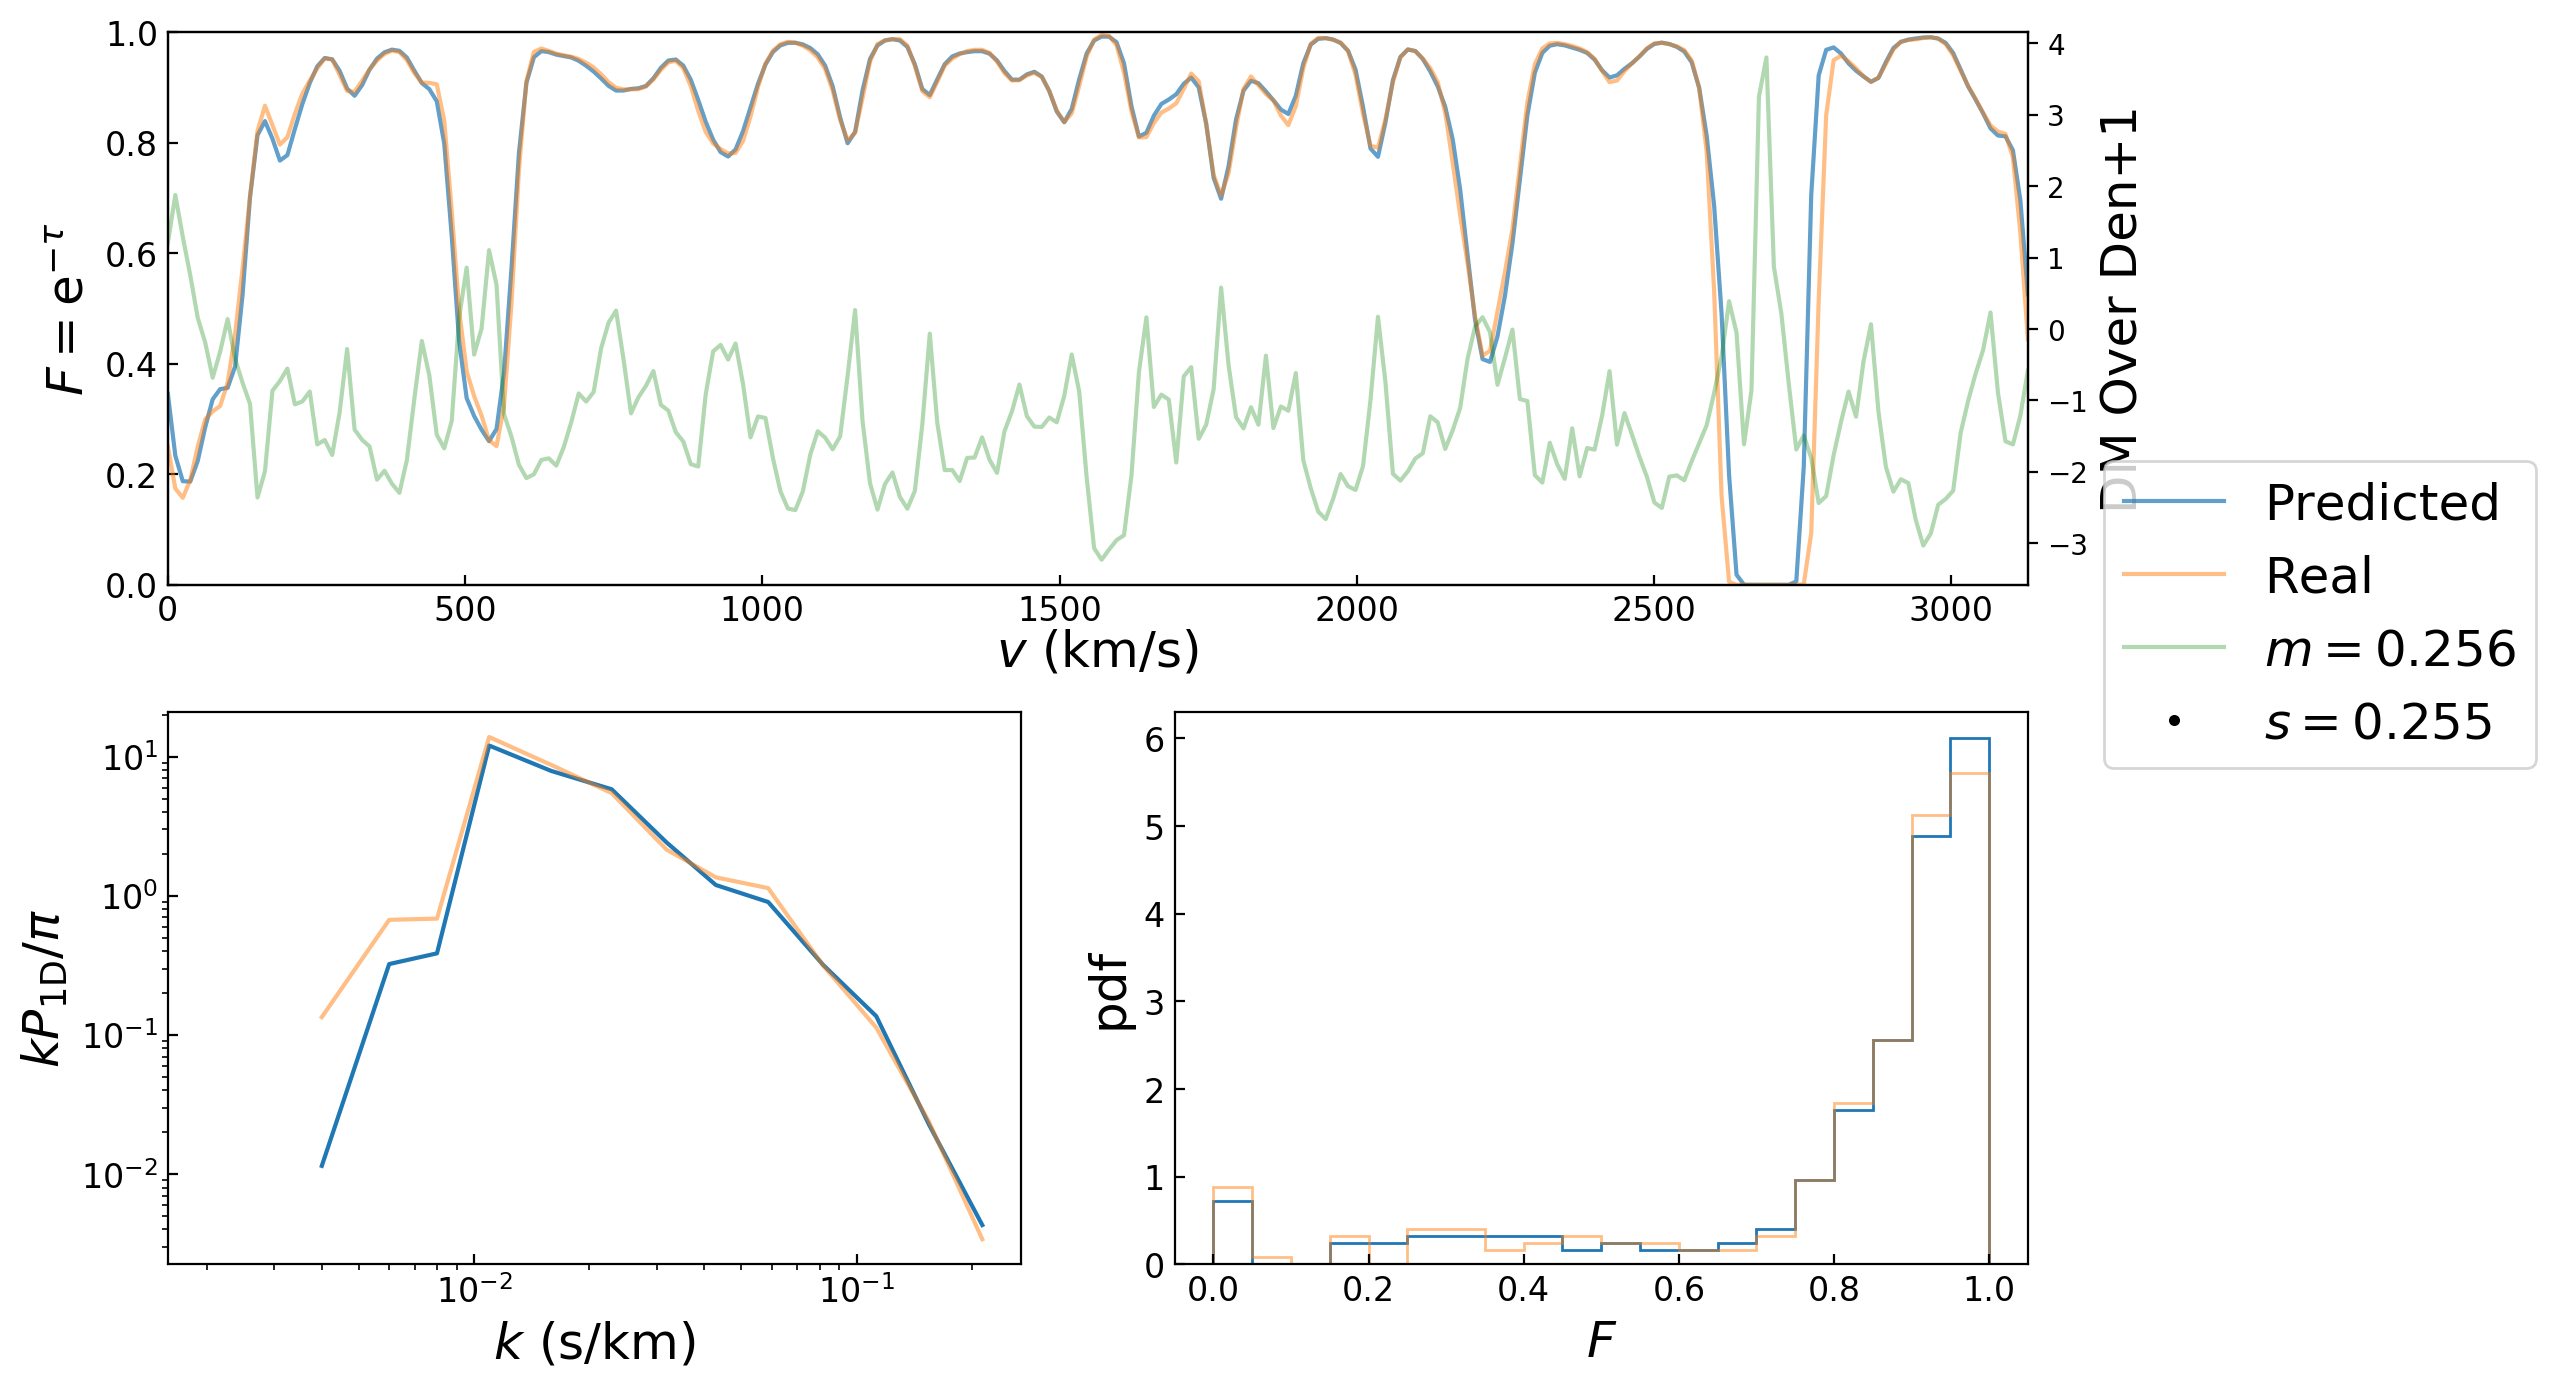 F = e^{−τ}
1.0
0.8
0.6
0.4
0.2
0.0
0 500 1000 1500 2000 2500 3000
v (km/s)
4
3
2
1
0
−1
−2
−3
DM Over Den+1
Predicted
Real
m = 0.256
s = 0.255
kP_{1D}/π
10^{1}
10^{0}
10^{−1}
10^{−2}
10^{−2} 10^{−1}
k (s/km)
pdf
6
5
4
3
2
1
0
0.0 0.2 0.4 0.6 0.8 1.0
F